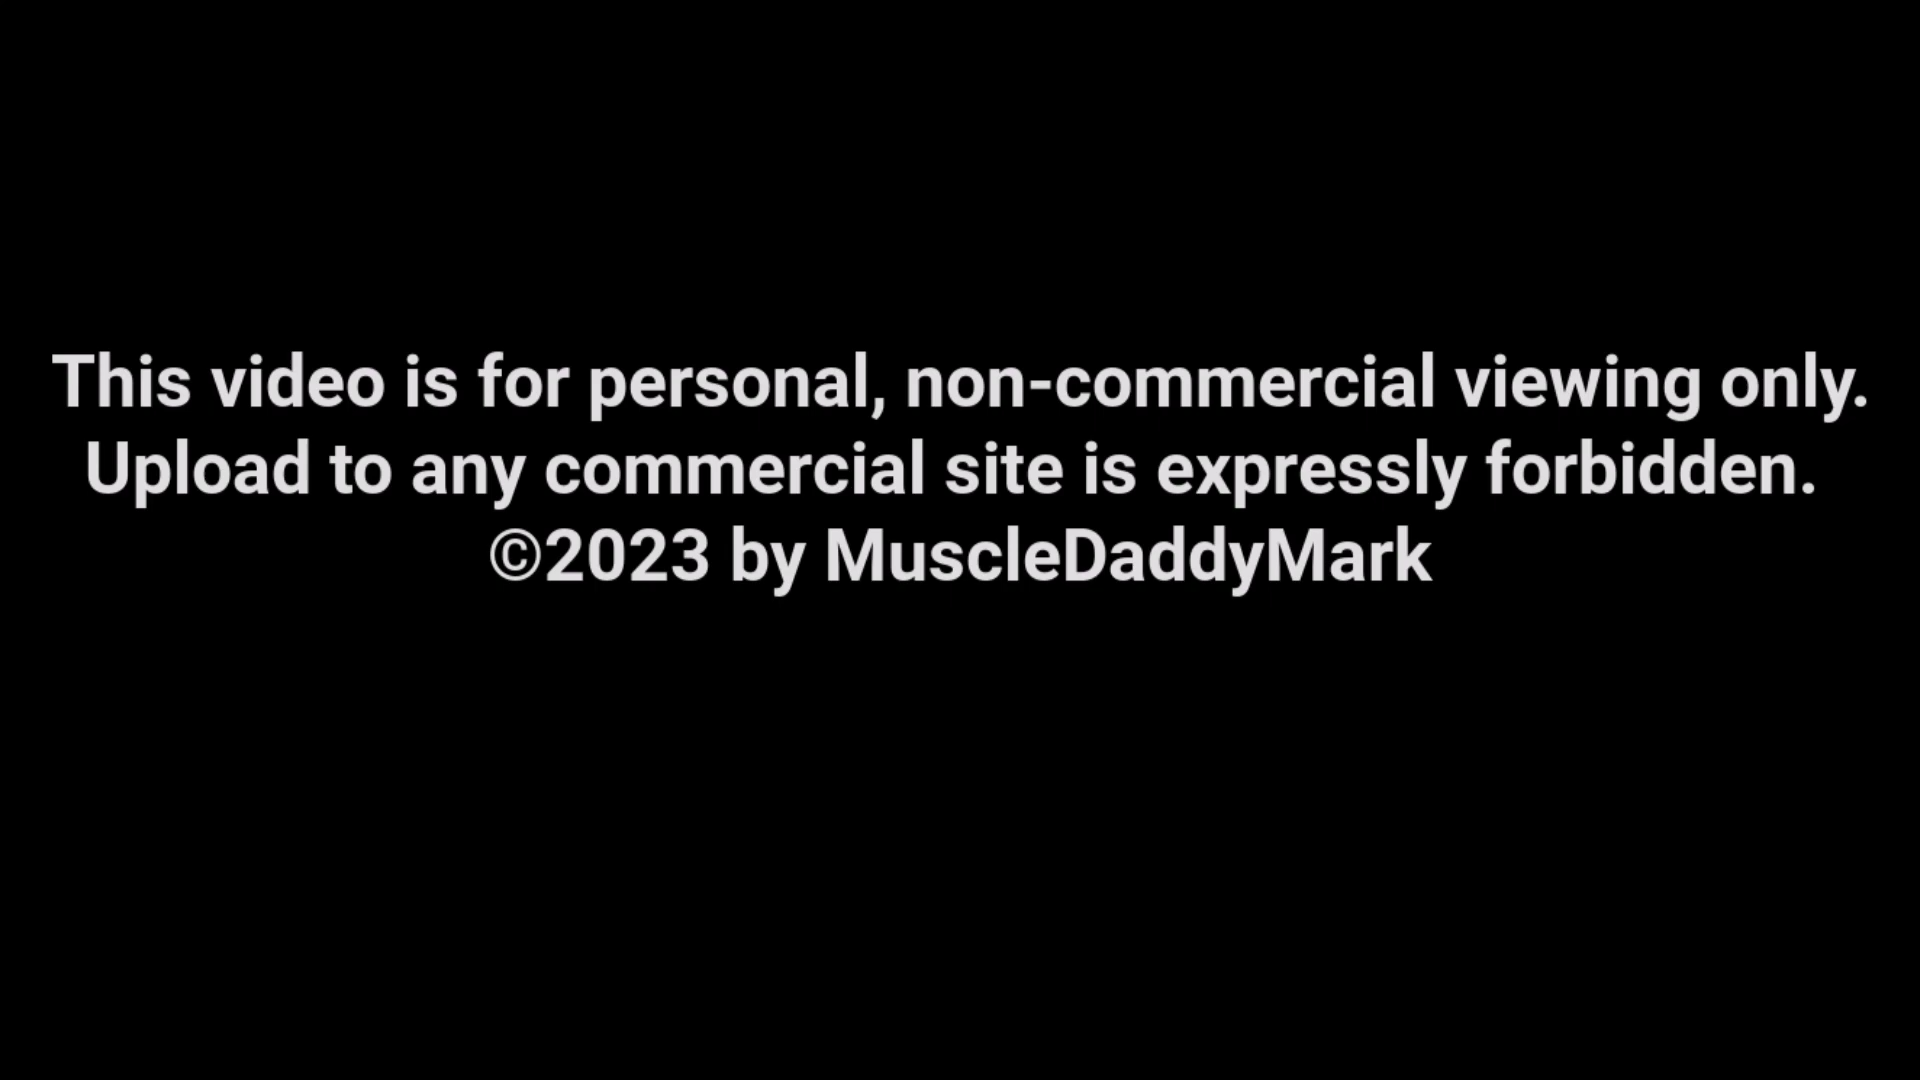 This video is for personal, non-commercial viewing only.
Upload to any commercial site is expressly forbidden.
©2023 by MuscleDaddyMark